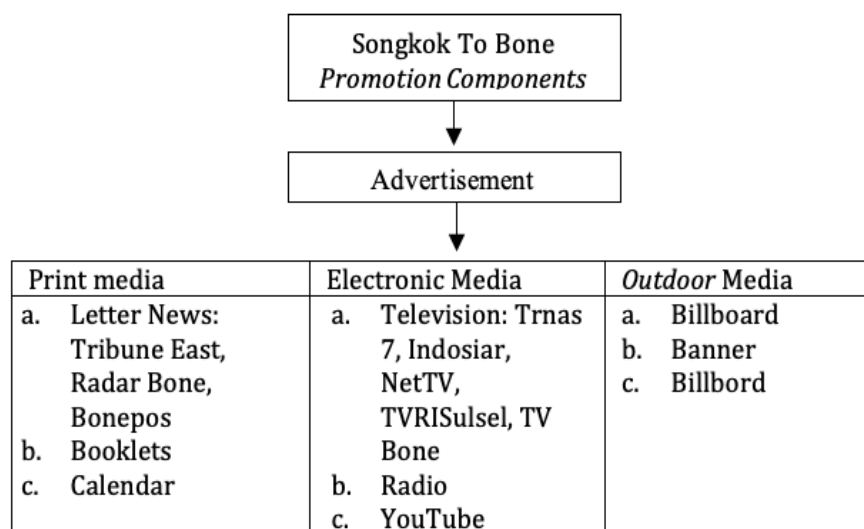 Songkok To Bone
Promotion Components
Advertisement
Print media
a. Letter News:
Tribune East,
Radar Bone,
Bonepos
b. Booklets
c. Calendar
Electronic Media
a. Television: Trnas
7, Indosiar,
NetTV,
TVRISulsel, TV
Bone
b. Radio
c. YouTube
Outdoor Media
a. Billboard
b. Banner
c. Billbord